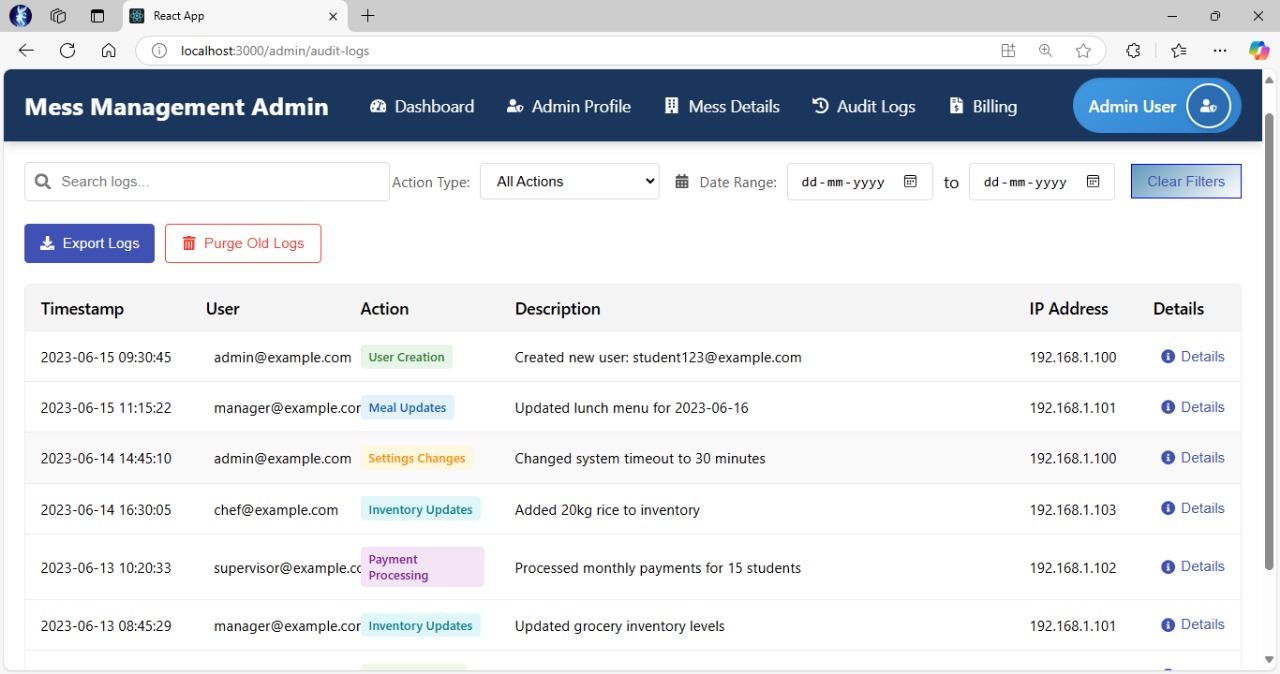 React App
localhost:3000/admin/audit-logs
Mess Management Admin Dashboard Admin Profile Mess Details Audit Logs Billing Admin User
Search logs... Action Type: All Actions Date Range: dd-mm-yyyy to dd-mm-yyyy Clear Filters
Export Logs Purge Old Logs
Timestamp User Action Description IP Address Details
2023-06-15 09:30:45 admin@example.com User Creation Created new user: student123@example.com 192.168.1.100 Details
2023-06-15 11:15:22 manager@example.cor Meal Updates Updated lunch menu for 2023-06-16 192.168.1.101 Details
2023-06-14 14:45:10 admin@example.com Settings Changes Changed system timeout to 30 minutes 192.168.1.100 Details
2023-06-14 16:30:05 chef@example.com Inventory Updates Added 20kg rice to inventory 192.168.1.103 Details
2023-06-13 10:20:33 supervisor@example.cc Payment Processing Processed monthly payments for 15 students 192.168.1.102 Details
2023-06-13 08:45:29 manager@example.cor Inventory Updates Updated grocery inventory levels 192.168.1.101 Details